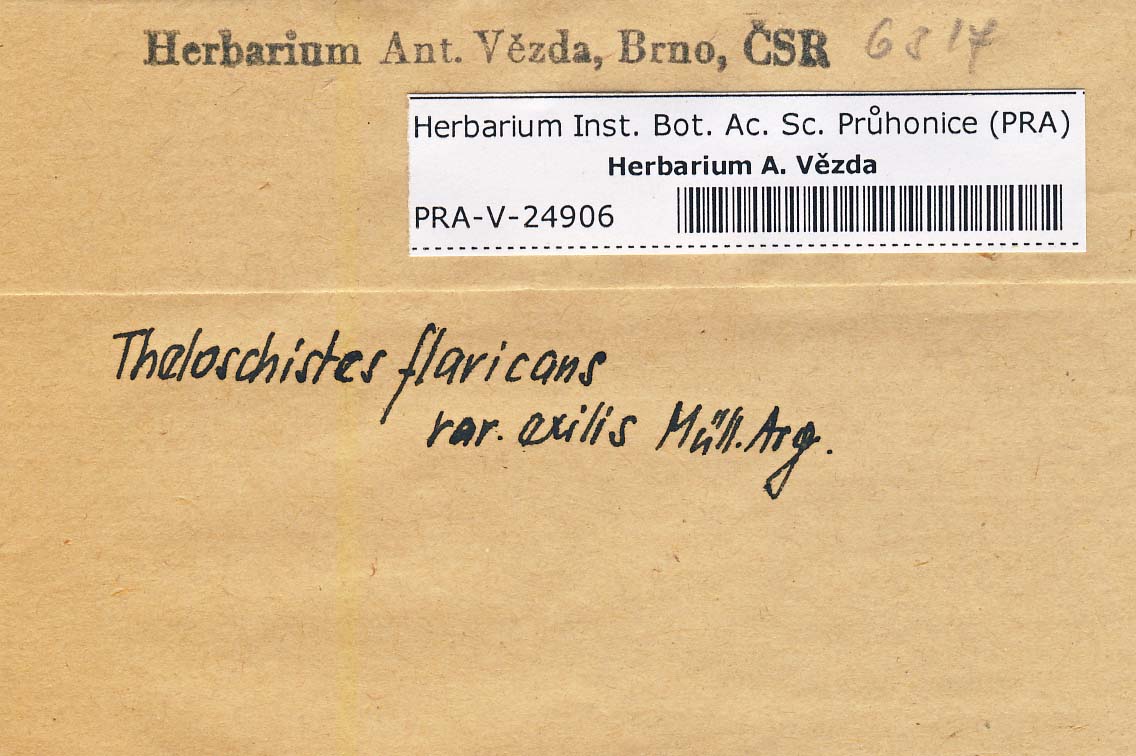 Herbarium Ant. Vězda, Brno, ČSR 6817
Herbarium Inst. Bot. Ac. Sc. Průhonice (PRA)
Herbarium A. Vězda
PRA-V-24906
Theloschistes flavicans
var. exilis Müll. Arg.